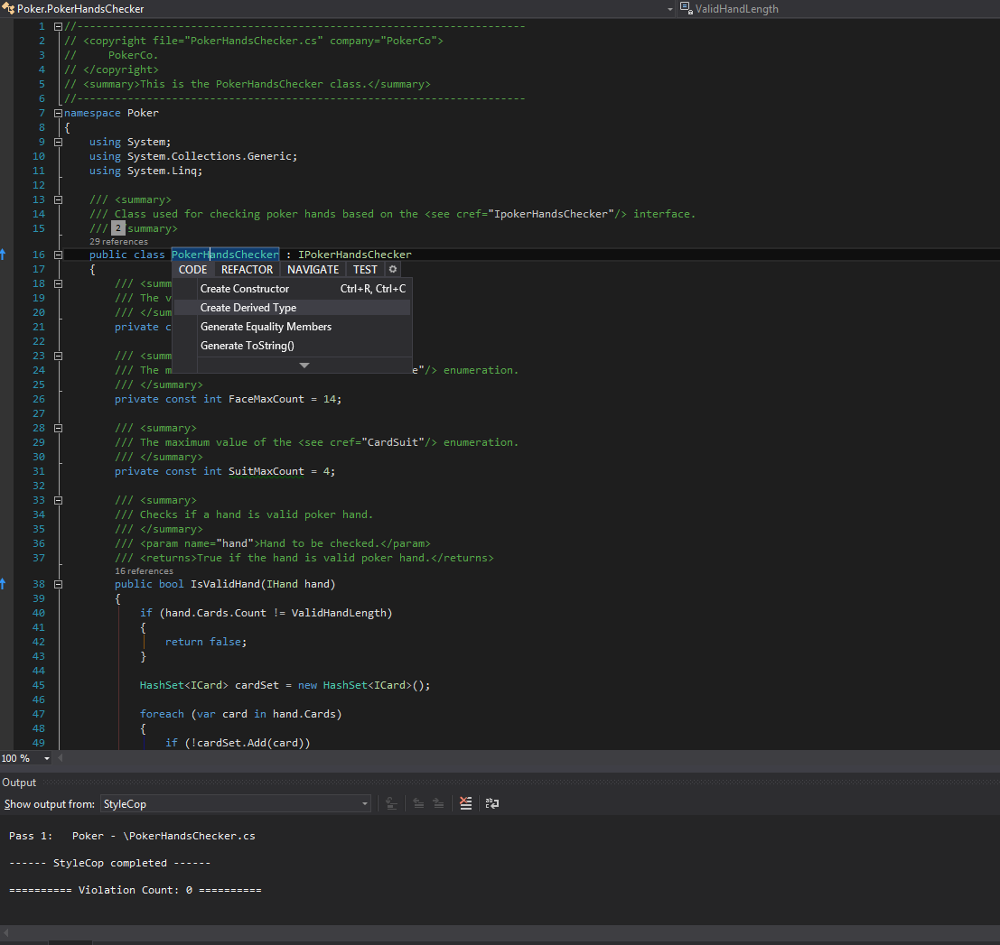 Poker.PokerHandsChecker
ValidHandLength
1 //-----------------------------------------------------------------------
2 // <copyright file="PokerHandsChecker.cs" company="PokerCo">
3 //     PokerCo.
4 // </copyright>
5 // <summary>This is the PokerHandsChecker class.</summary>
6 //-----------------------------------------------------------------------
7 namespace Poker
8 {
9 using System;
10 using System.Collections.Generic;
11 using System.Linq;
12
13 /// <summary>
14 /// Class used for checking poker hands based on the <see cref="IpokerHandsChecker"/> interface.
15 /// 2 summary>
29 references
16 public class PokerHandsChecker : IPokerHandsChecker
17 {
CODE REFACTOR NAVIGATE TEST
18 /// <summ
Create Constructor Ctrl+R, Ctrl+C
19 /// The v
Create Derived Type
20 /// </sum
21 private c
Generate Equality Members
22
Generate ToString()
23 /// <summ
24 /// The m e"/> enumeration.
25 /// </summary>
26 private const int FaceMaxCount = 14;
27
28 /// <summary>
29 /// The maximum value of the <see cref="CardSuit"/> enumeration.
30 /// </summary>
31 private const int SuitMaxCount = 4;
32
33 /// <summary>
34 /// Checks if a hand is valid poker hand.
35 /// </summary>
36 /// <param name="hand">Hand to be checked.</param>
37 /// <returns>True if the hand is valid poker hand.</returns>
16 references
38 public bool IsValidHand(IHand hand)
39 {
40 if (hand.Cards.Count != ValidHandLength)
41 {
42 return false;
43 }
44
45 HashSet<ICard> cardSet = new HashSet<ICard>();
46
47 foreach (var card in hand.Cards)
48 {
49 if (!cardSet.Add(card))
100 %
Output
Show output from: StyleCop
Pass 1:   Poker - \PokerHandsChecker.cs
------ StyleCop completed ------
========== Violation Count: 0 ==========